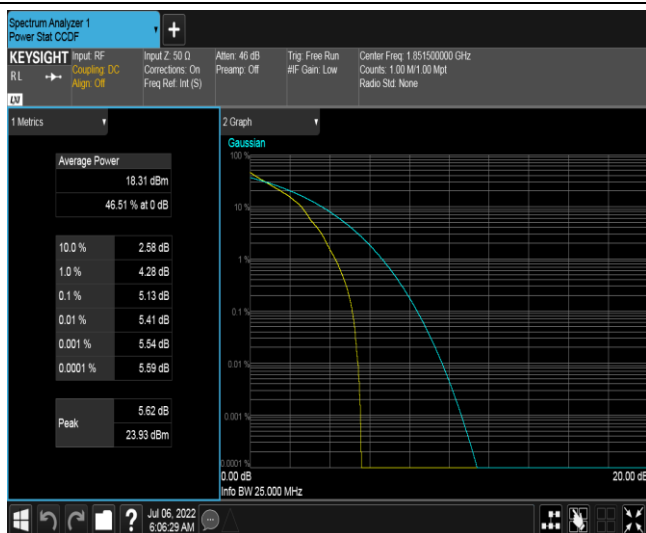 Spectrum Analyzer 1
Power Stat CCDF
KEYSIGHT
RL
LXI
Input: RF
Coupling: DC
Align: Off
Input Z: 50 Ω
Corrections: On
Freq Ref: Int (S)
Atten: 46 dB
Preamp: Off
Trig: Free Run
#IF Gain: Low
Center Freq: 1.851500000 GHz
Counts: 1.00 M/1.00 Mpt
Radio Std: None
1 Metrics
Average Power
18.31 dBm
46.51 % at 0 dB
10.0 % 2.58 dB
1.0 % 4.28 dB
0.1 % 5.13 dB
0.01 % 5.41 dB
0.001 % 5.54 dB
0.0001 % 5.59 dB
Peak
5.62 dB
23.93 dBm
2 Graph
Gaussian
100 %
10 %
1 %
0.1 %
0.01 %
0.001 %
0.0001 %
0.00 dB
20.00 dB
Info BW 25.000 MHz
Jul 06, 2022
6:06:29 AM